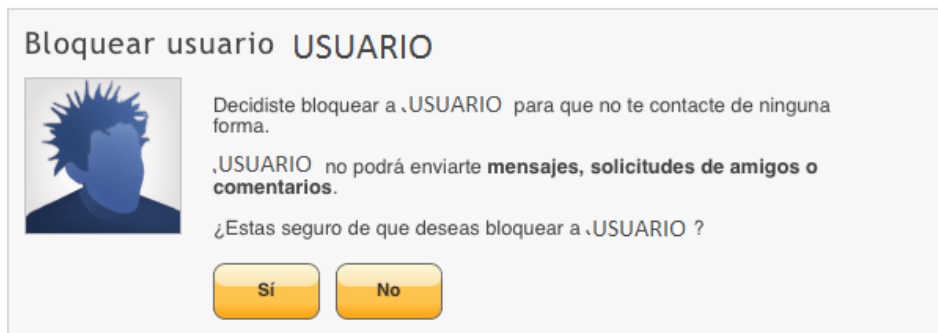 Bloquear usuario USUARIO
Decidiste bloquear a USUARIO para que no te contacte de ninguna
forma.
USUARIO no podrá enviarte mensajes, solicitudes de amigos o
comentarios.
¿Estas seguro de que deseas bloquear a USUARIO ?
Sí No